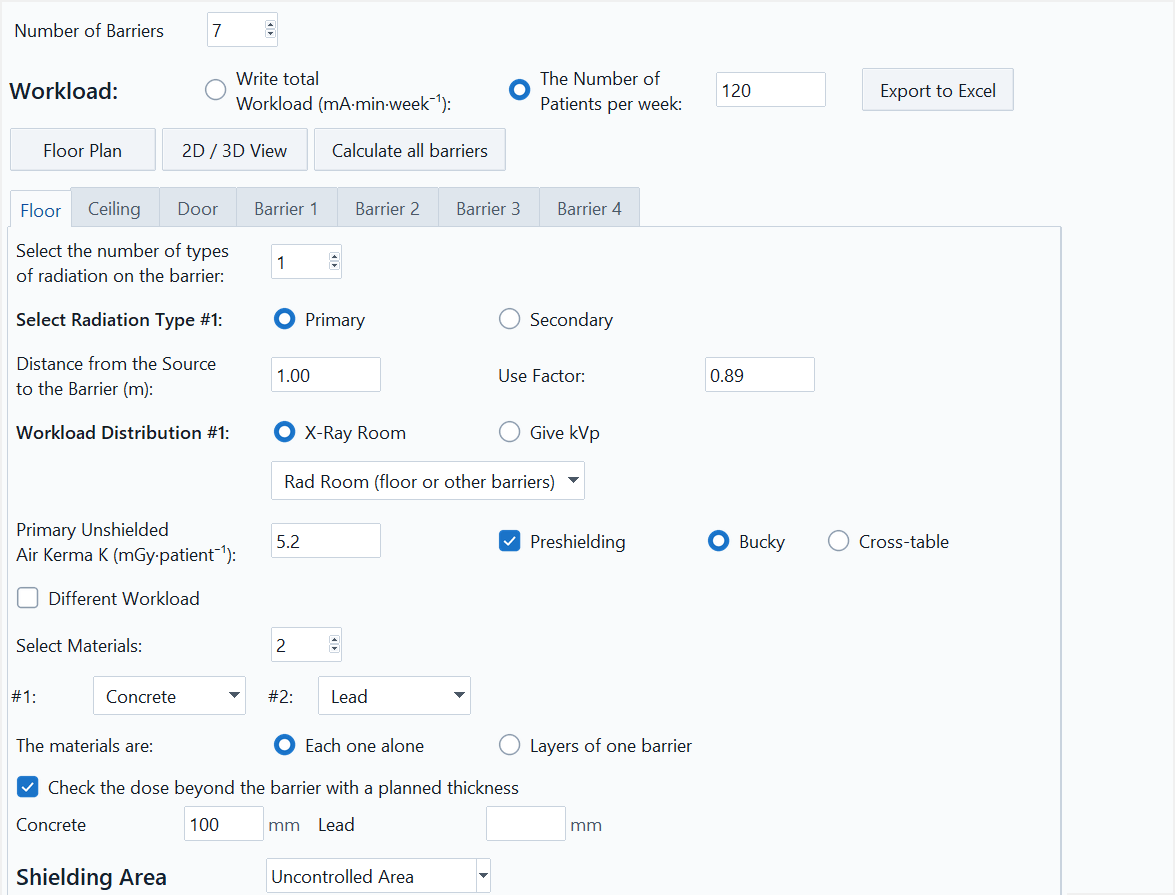 Number of Barriers 7
Workload: Write total Workload (mA·min·week⁻¹): The Number of Patients per week: 120 Export to Excel
Floor Plan 2D / 3D View Calculate all barriers
Floor Ceiling Door Barrier 1 Barrier 2 Barrier 3 Barrier 4
Select the number of types
of radiation on the barrier: 1
Select Radiation Type #1: Primary Secondary
Distance from the Source
to the Barrier (m): 1.00 Use Factor: 0.89
Workload Distribution #1: X-Ray Room Give kVp
Rad Room (floor or other barriers)
Primary Unshielded
Air Kerma K (mGy·patient⁻¹): 5.2 Preshielding Bucky Cross-table
Different Workload
Select Materials: 2
#1: Concrete #2: Lead
The materials are: Each one alone Layers of one barrier
Check the dose beyond the barrier with a planned thickness
Concrete 100 mm Lead mm
Shielding Area Uncontrolled Area